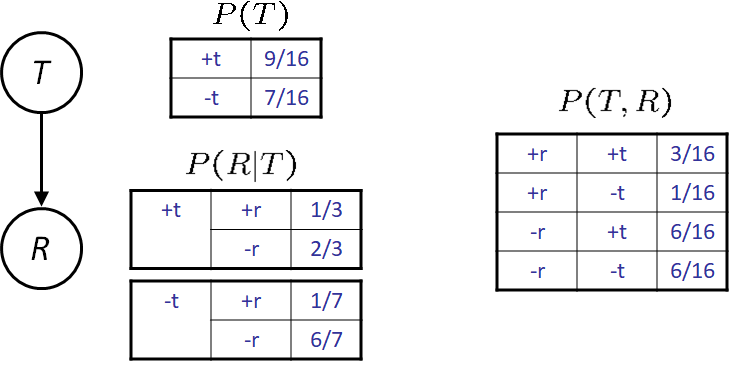 P(T)
T
+t 9/16
-t 7/16
P(R|T)
+t +r 1/3
-r 2/3
R
-t +r 1/7
-r 6/7
P(T, R)
+r +t 3/16
+r -t 1/16
-r +t 6/16
-r -t 6/16